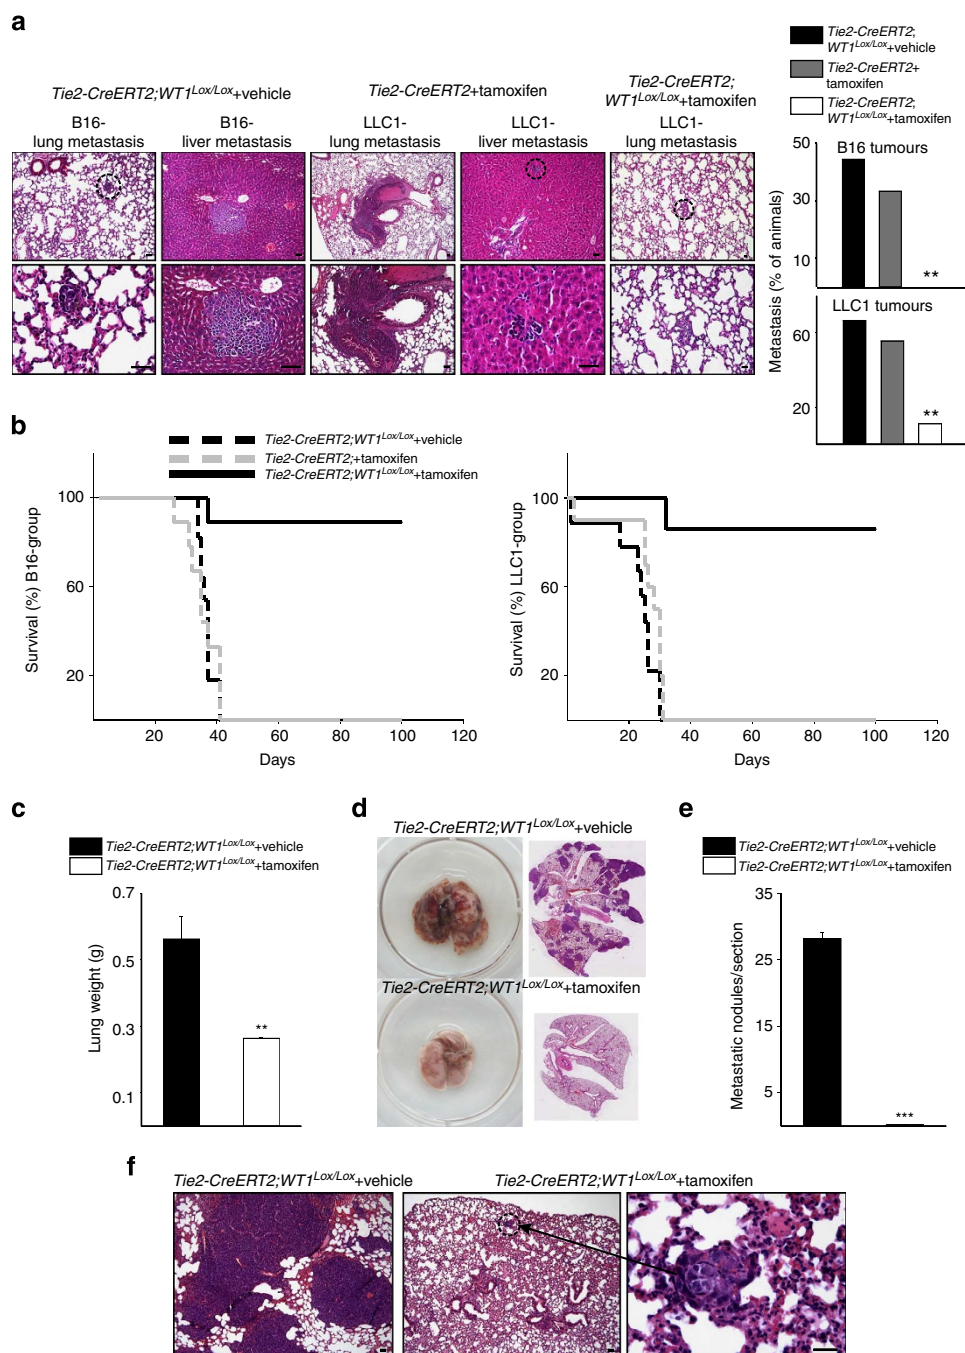 a
Tie2-CreERT2;WT1Lox/Lox+vehicle
Tie2-CreERT2+tamoxifen
Tie2-CreERT2;
WT1Lox/Lox+tamoxifen
B16-
lung metastasis
B16-
liver metastasis
LLC1-
lung metastasis
LLC1-
liver metastasis
LLC1-
lung metastasis
Tie2-CreERT2;
WT1Lox/Lox+vehicle
Tie2-CreERT2+
tamoxifen
Tie2-CreERT2;
WT1Lox/Lox+tamoxifen
Metastasis (% of animals)
50
B16 tumours
30
10
**
LLC1 tumours
60
20
**
b
Tie2-CreERT2;WT1Lox/Lox+vehicle
Tie2-CreERT2;+tamoxifen
Tie2-CreERT2;WT1Lox/Lox+tamoxifen
Survival (%) B16-group
100
60
20
20 40 60 80 100 120
Days
Survival (%) LLC1-group
100
60
20
20 40 60 80 100 120
Days
c
Tie2-CreERT2;WT1Lox/Lox+vehicle
Tie2-CreERT2;WT1Lox/Lox+tamoxifen
Lung weight (g)
0.7
0.5
0.3
0.1
**
d
Tie2-CreERT2;WT1Lox/Lox+vehicle
Tie2-CreERT2;WT1Lox/Lox+tamoxifen
e
Tie2-CreERT2;WT1Lox/Lox+vehicle
Tie2-CreERT2;WT1Lox/Lox+tamoxifen
Metastatic nodules/section
35
25
15
5
***
f
Tie2-CreERT2;WT1Lox/Lox+vehicle
Tie2-CreERT2;WT1Lox/Lox+tamoxifen